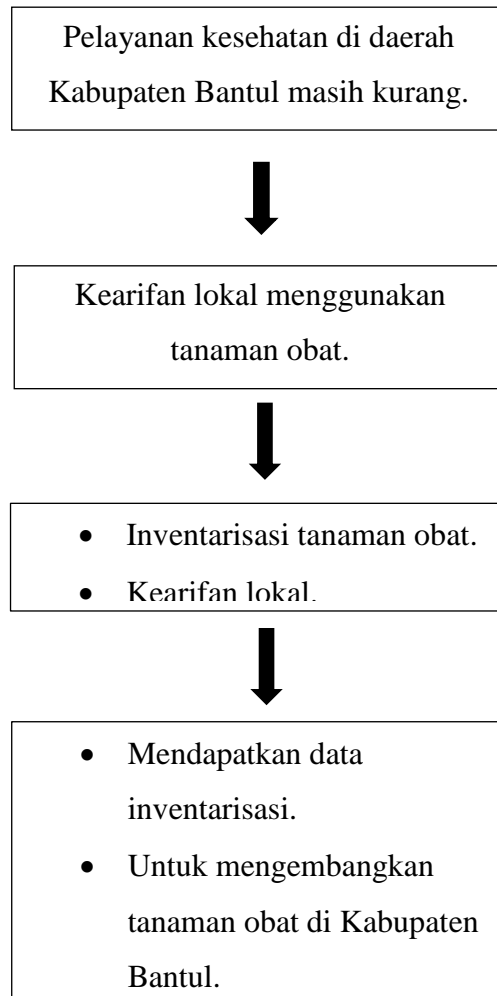 Pelayanan kesehatan di daerah
Kabupaten Bantul masih kurang.
Kearifan lokal menggunakan
tanaman obat.
• Inventarisasi tanaman obat.
• Kearifan lokal.
• Mendapatkan data
inventarisasi.
• Untuk mengembangkan
tanaman obat di Kabupaten
Bantul.